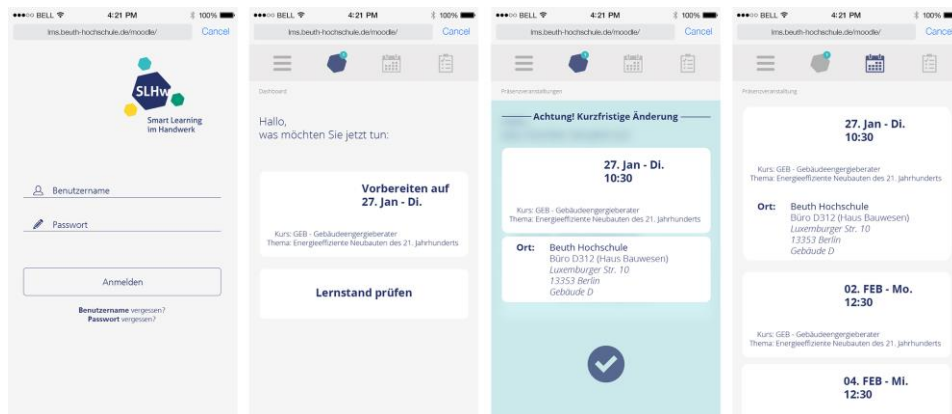 BELL 4:21 PM 100%
lms.beuth-hochschule.de/moodle/ Cancel
SLHw
Smart Learning
im Handwerk
Benutzername
Passwort
Anmelden
Benutzername vergessen?
Passwort vergessen?
BELL 4:21 PM 100%
lms.beuth-hochschule.de/moodle/ Cancel
Dashboard
Hallo,
was möchten Sie jetzt tun:
Vorbereiten auf
27. Jan - Di.
Kurs: GEB - Gebäudeengergieberater
Thema: Energieeffiziente Neubauten des 21. Jahrhunderts
Lernstand prüfen
BELL 4:21 PM 100%
lms.beuth-hochschule.de/moodle/ Cancel
Präsenzveranstaltungen
Achtung! Kurzfristige Änderung
27. Jan - Di.
10:30
Kurs: GEB - Gebäudeengergieberater
Thema: Energieeffiziente Neubauten des 21. Jahrhunderts
Ort: Beuth Hochschule
Büro D312 (Haus Bauwesen)
Luxemburger Str. 10
13353 Berlin
Gebäude D
BELL 4:21 PM 100%
lms.beuth-hochschule.de/moodle/ Cancel
Präsenzveranstaltung
27. Jan - Di.
10:30
Kurs: GEB - Gebäudeengergieberater
Thema: Energieeffiziente Neubauten des 21. Jahrhunderts
Ort: Beuth Hochschule
Büro D312 (Haus Bauwesen)
Luxemburger Str. 10
13353 Berlin
Gebäude D
02. FEB - Mo.
12:30
Kurs: GEB - Gebäudeengergieberater
Thema: Energieeffiziente Neubauten des 21. Jahrhunderts
04. FEB - Mi.
12:30